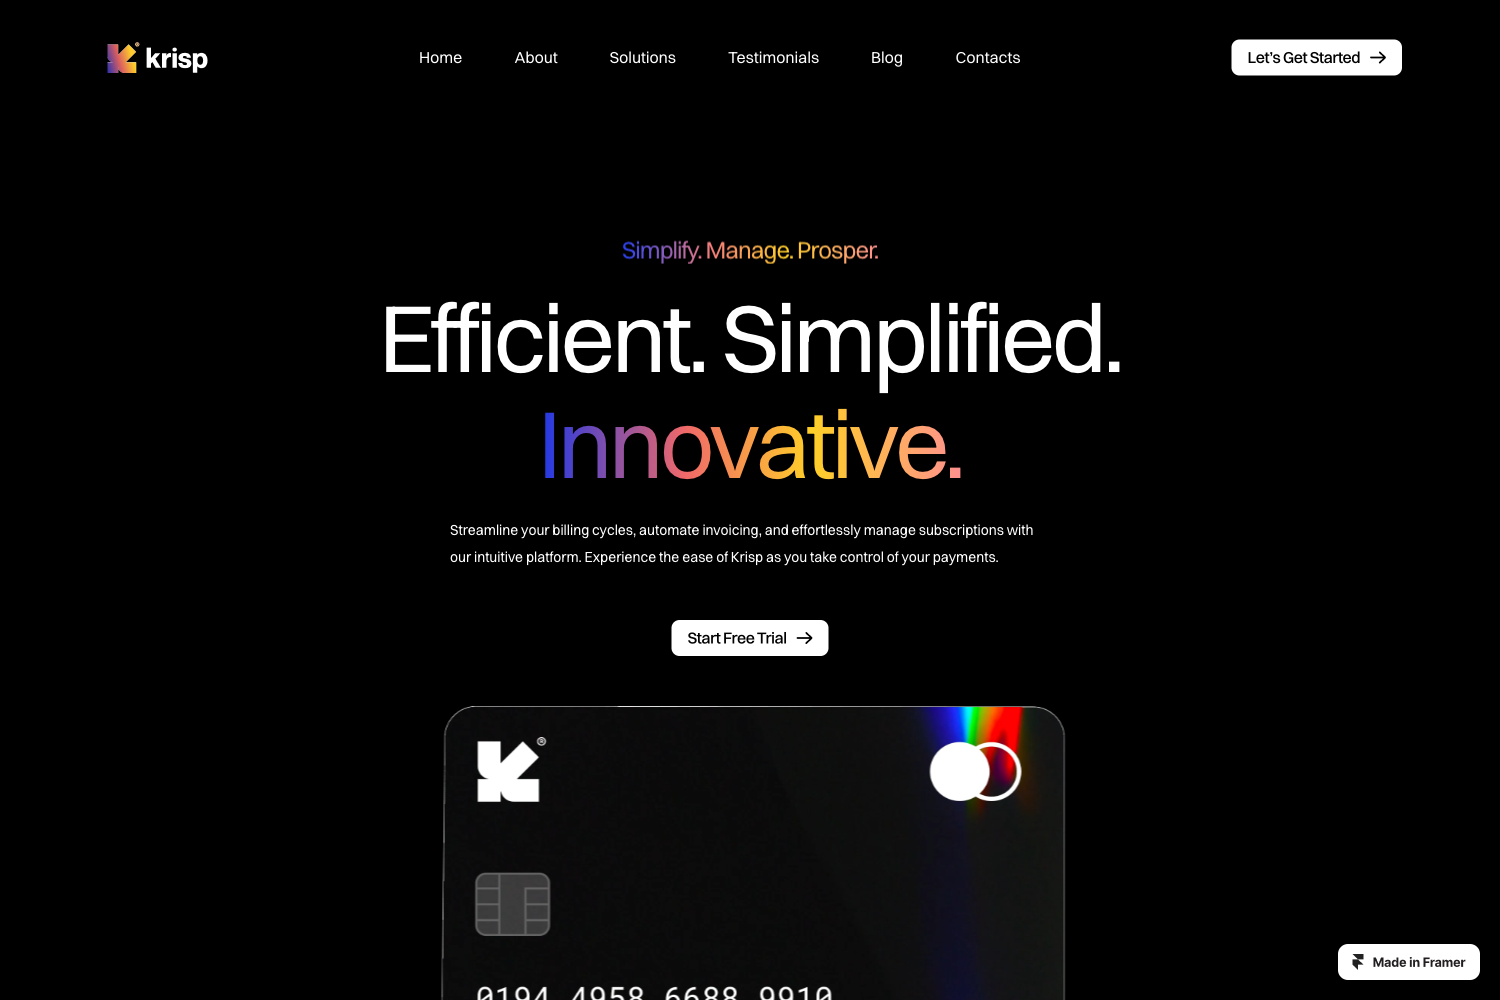 krisp
Home
About
Solutions
Testimonials
Blog
Contacts
Let's Get Started
Simplify. Manage. Prosper.
Efficient. Simplified.
Innovative.
Streamline your billing cycles, automate invoicing, and effortlessly manage subscriptions with
our intuitive platform. Experience the ease of Krisp as you take control of your payments.
Start Free Trial
®
0194 4958 6688 9910
Made in Framer